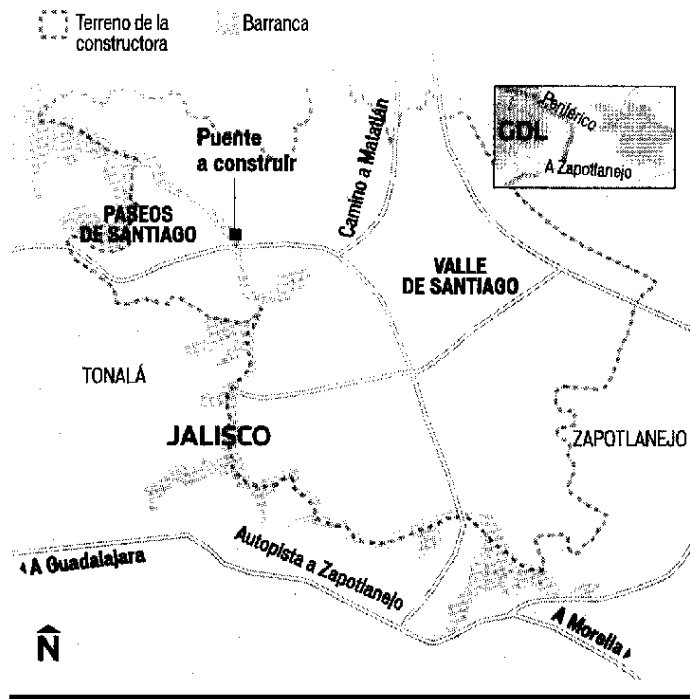 Terreno de la
constructora
Barranca
Puente
a construir
Camino a Matatlán
Periférico
GDL
A Zapotlanejo
PASEOS
DE SANTIAGO
VALLE
DE SANTIAGO
TONALÁ
JALISCO
ZAPOTLANEJO
A Guadalajara
Autopista a Zapotlanejo
A Morelia
N